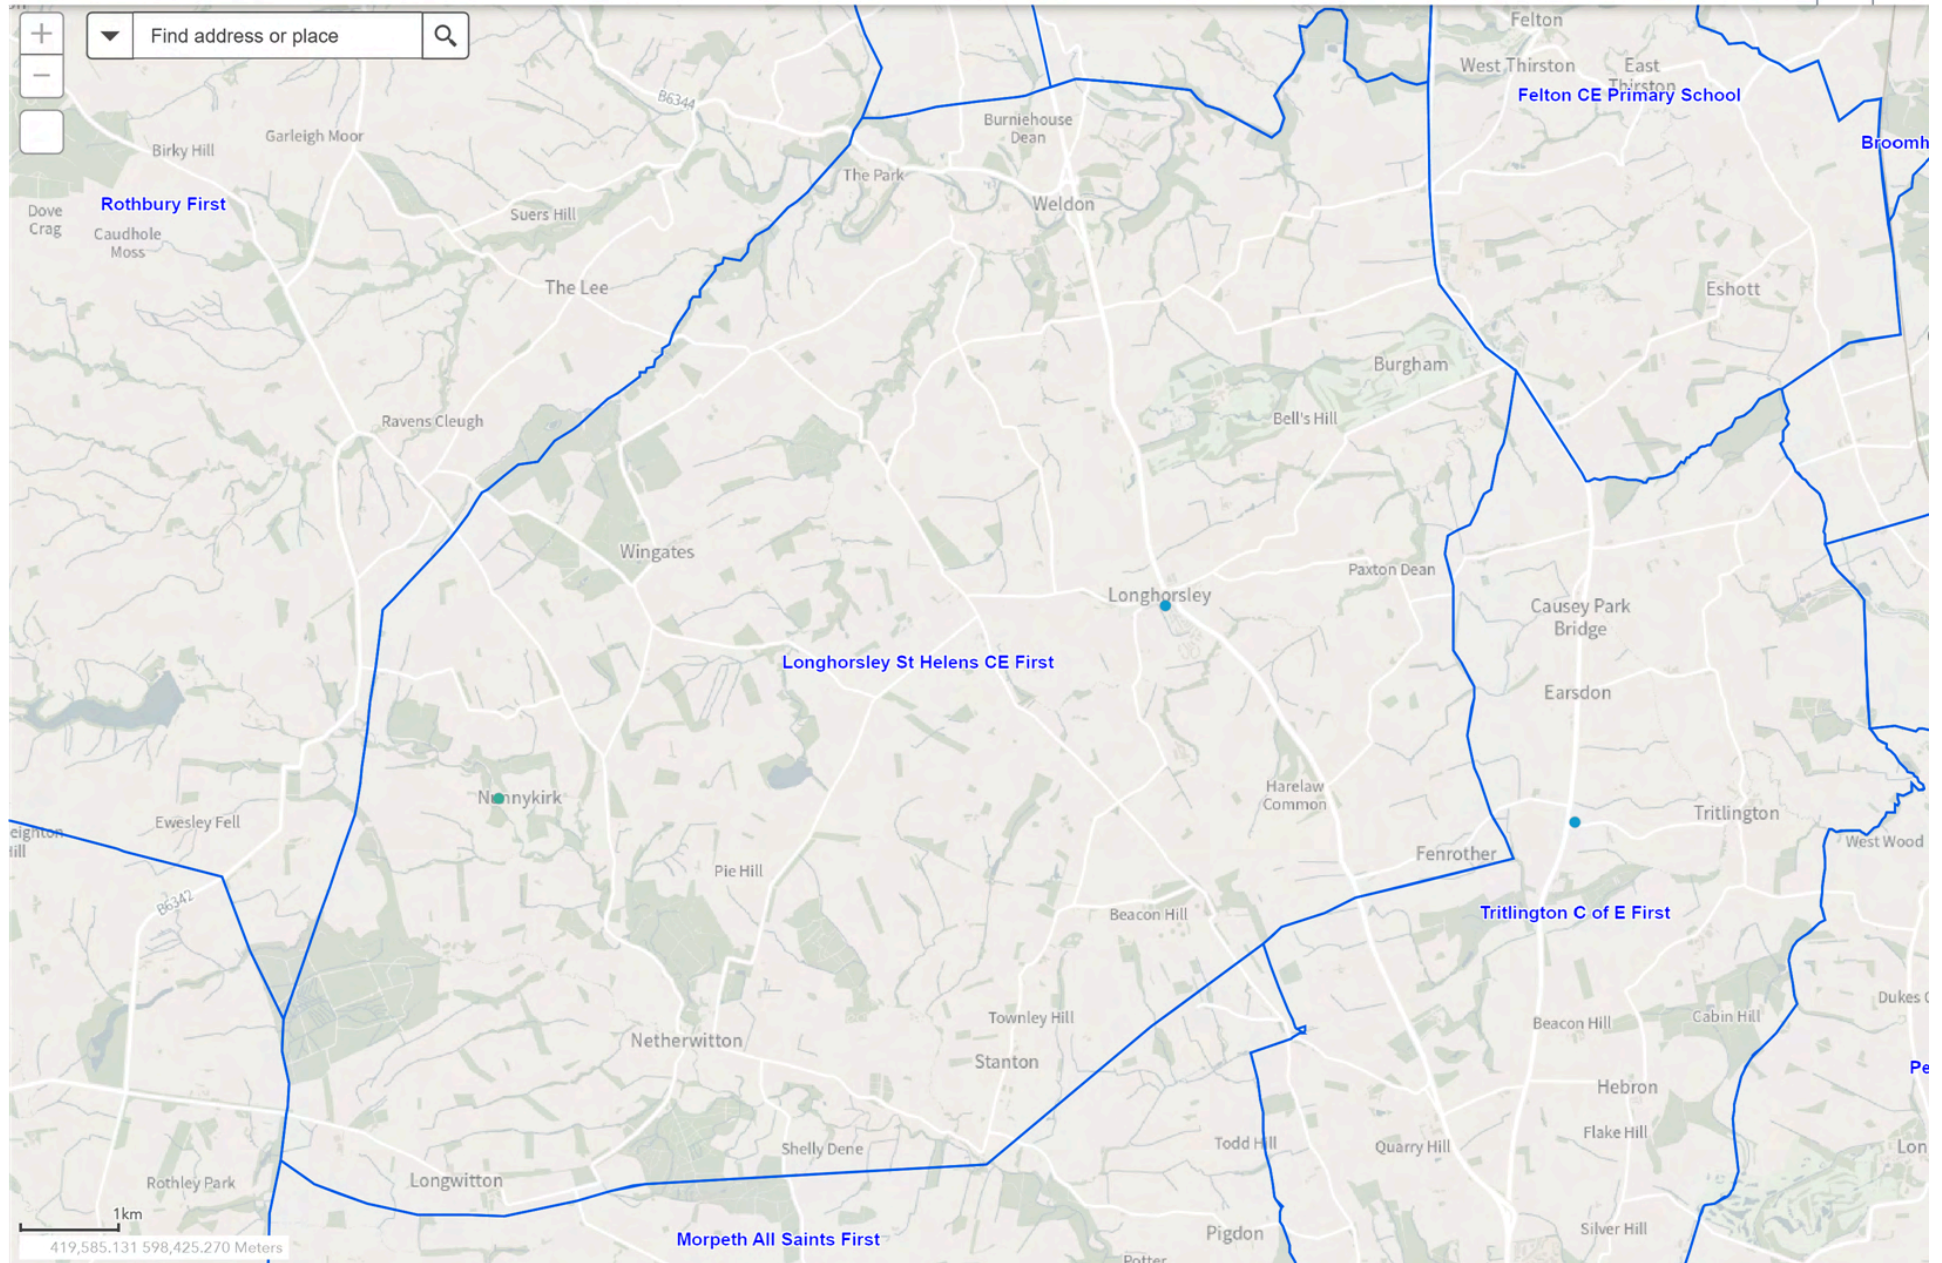 +
Find address or place
−
Felton
West Thirston
East
Thirston
Felton CE Primary School
B6344
Burniehouse
Dean
Garleigh Moor
Birky Hill
Broomh
The Park
Rothbury First
Weldon
Dove
Crag
Suers Hill
Caudhole
Moss
The Lee
Eshott
Burgham
Bell's Hill
Ravens Cleugh
Wingates
Paxton Dean
Longhorsley
Causey Park
Bridge
Longhorsley St Helens CE First
Earsdon
Nunnykirk
Harelaw
Common
Ewesley Fell
Tritlington
eighton
Hill
West Wood
Fenrother
Pie Hill
B6342
Beacon Hill
Tritlington C of E First
Dukes
Townley Hill
Cabin Hill
Beacon Hill
Netherwitton
Stanton
Pe
Hebron
Flake Hill
Todd Hill
Quarry Hill
Shelly Dene
Lon
Rothley Park
Longwitton
1km
Silver Hill
Pigdon
Morpeth All Saints First
419,585.131 598,425.270 Meters
Potter